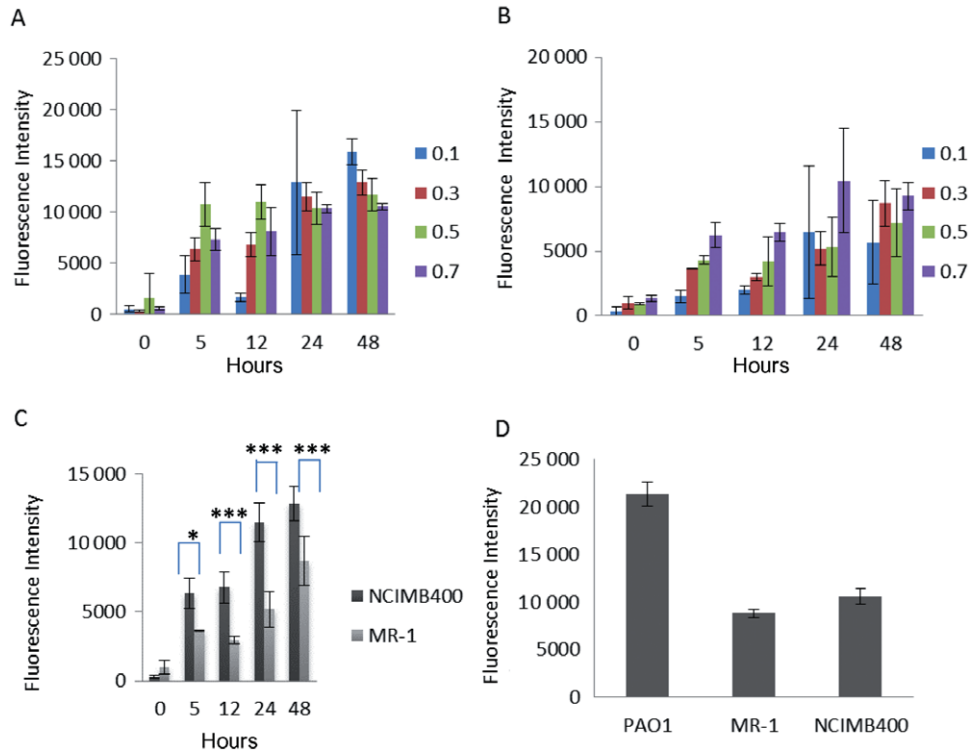 A
25 000
20 000
15 000
10 000
5000
0
Fluorescence Intensity
0 5 12 24 48
Hours
0.1
0.3
0.5
0.7
B
20 000
15 000
10 000
5000
0
Fluorescence Intensity
0 5 12 24 48
Hours
0.1
0.3
0.5
0.7
C
15 000
10 000
5000
0
Fluorescence Intensity
* *** *** ***
0 5 12 24 48
Hours
NCIMB400
MR-1
D
25 000
20 000
15 000
10 000
5000
0
Fluorescence Intensity
PAO1 MR-1 NCIMB400